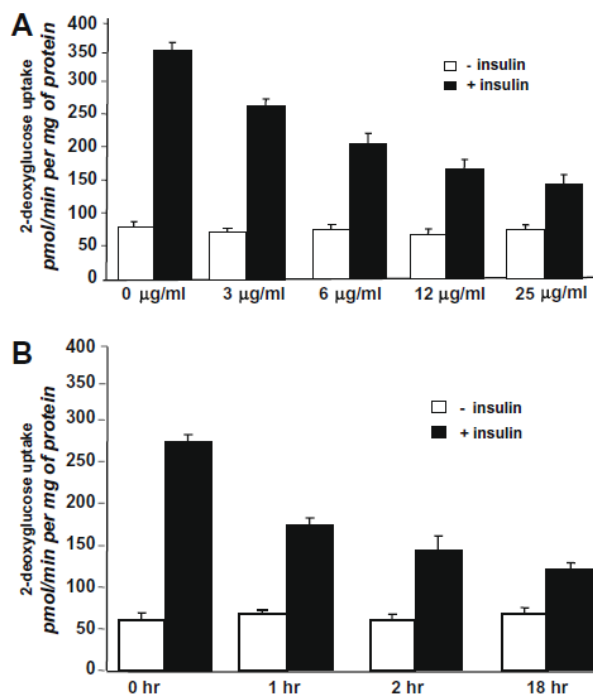 A
2-deoxyglucose uptake
pmol/min per mg of protein
400
350
300
250
200
150
100
50
0
- insulin
+ insulin
0 µg/ml 3 µg/ml 6 µg/ml 12 µg/ml 25 µg/ml
B
2-deoxyglucose uptake
pmol/min per mg of protein
400
350
300
250
200
150
100
50
0
- insulin
+ insulin
0 hr 1 hr 2 hr 18 hr